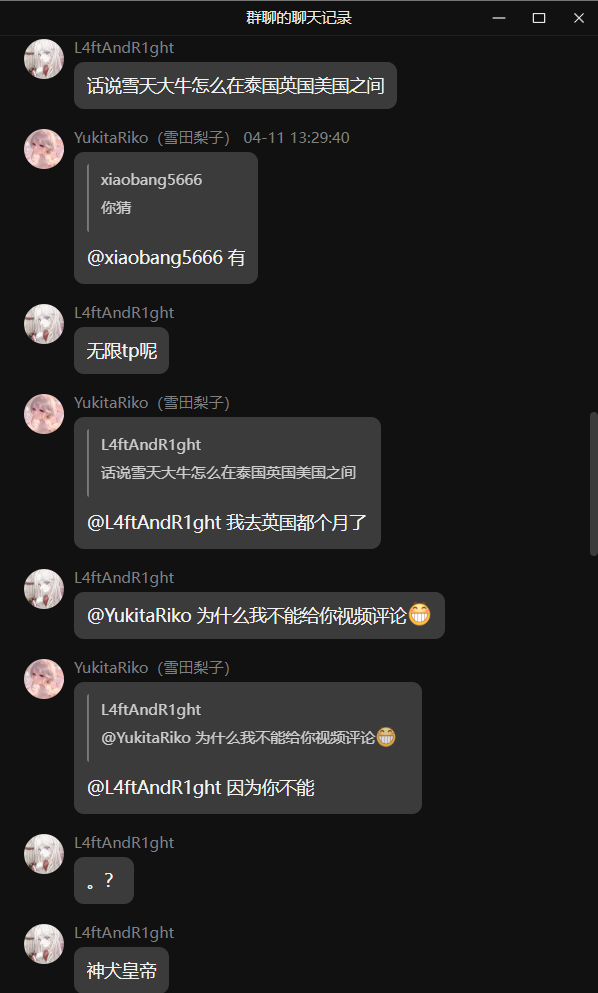 群聊的聊天记录
L4ftAndR1ght
话说雪天大牛怎么在泰国英国美国之间
YukitaRiko（雪田梨子） 04-11 13:29:40
xiaobang5666
你猜
@xiaobang5666 有
L4ftAndR1ght
无限tp呢
YukitaRiko（雪田梨子）
L4ftAndR1ght
话说雪天大牛怎么在泰国英国美国之间
@L4ftAndR1ght 我去英国都个月了
L4ftAndR1ght
@YukitaRiko 为什么我不能给你视频评论😁
YukitaRiko（雪田梨子）
L4ftAndR1ght
@YukitaRiko 为什么我不能给你视频评论😁
@L4ftAndR1ght 因为你不能
L4ftAndR1ght
。？
L4ftAndR1ght
神犬皇帝